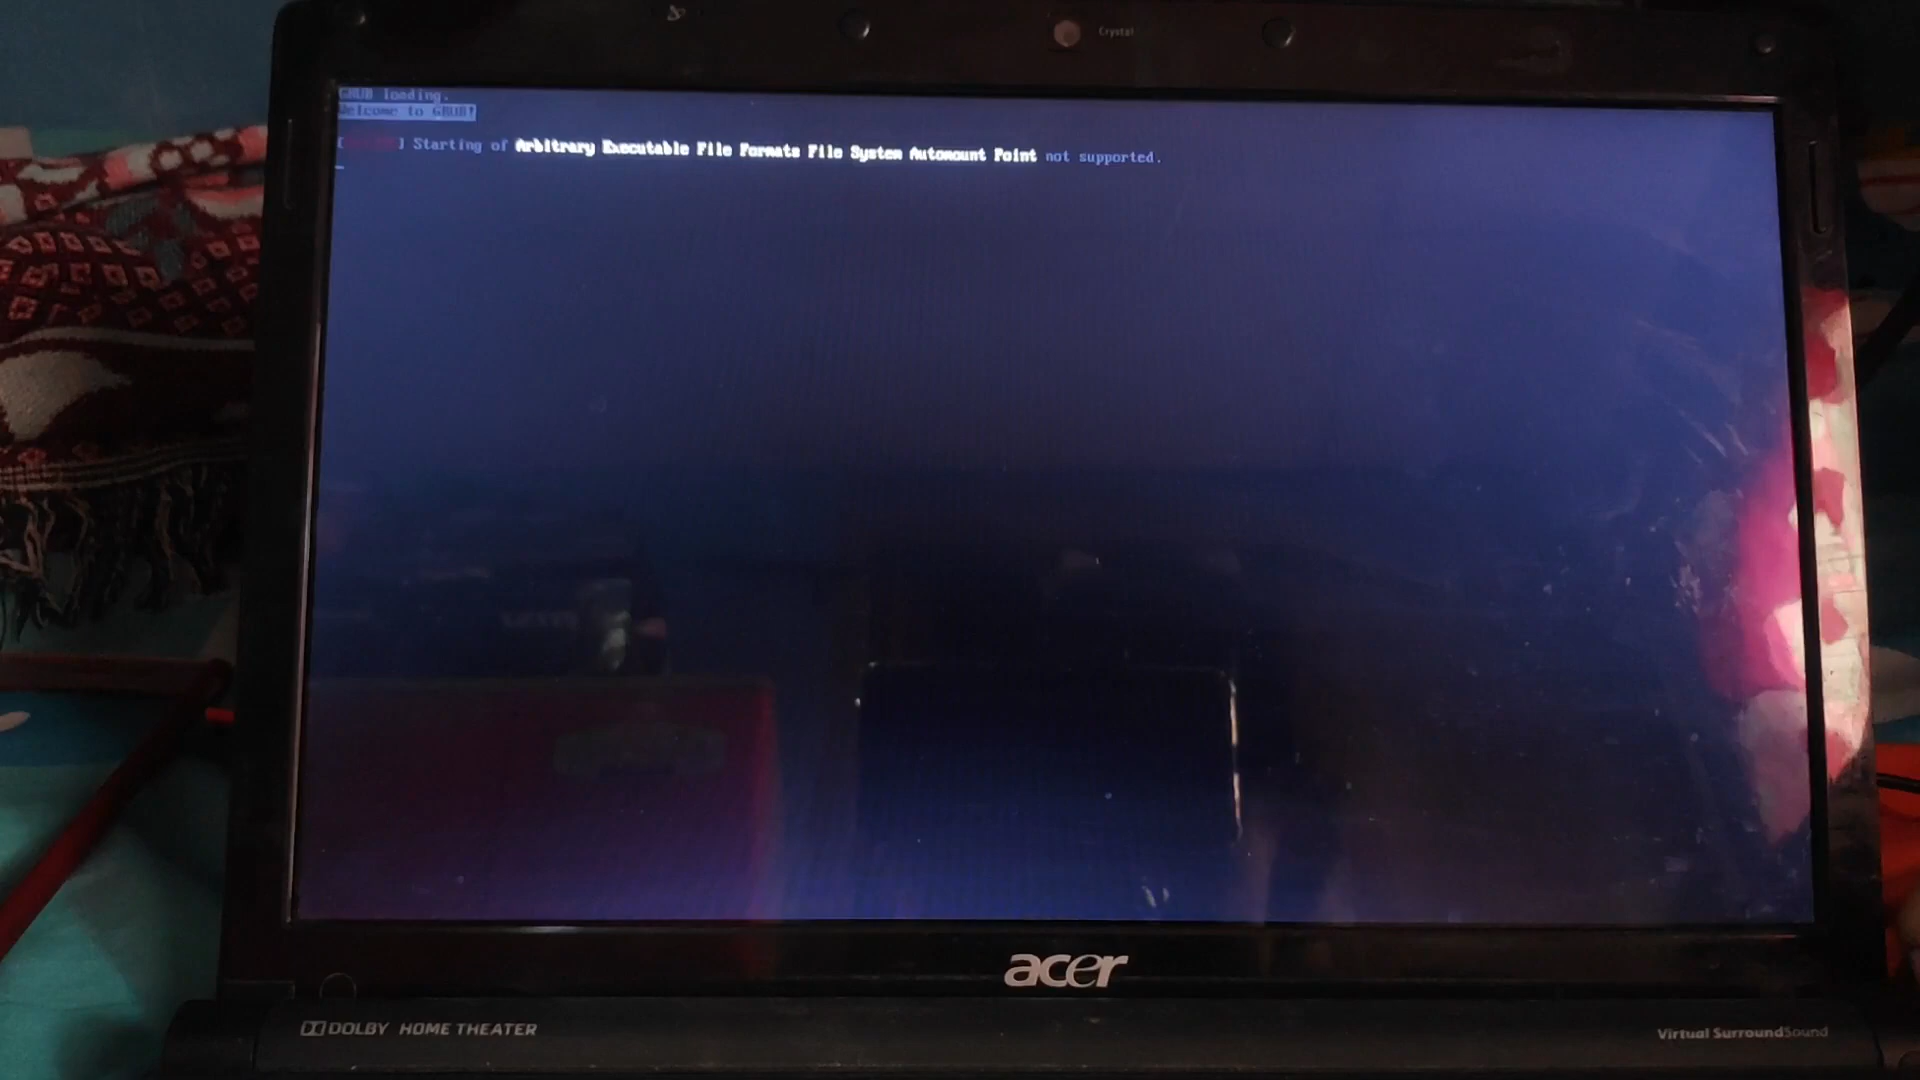 Crystal
GRUB loading.
Welcome to GRUB!
[ ] Starting of Arbitrary Executable File Formats File System Automount Point not supported.
acer
DOLBY HOME THEATER
Virtual SurroundSound